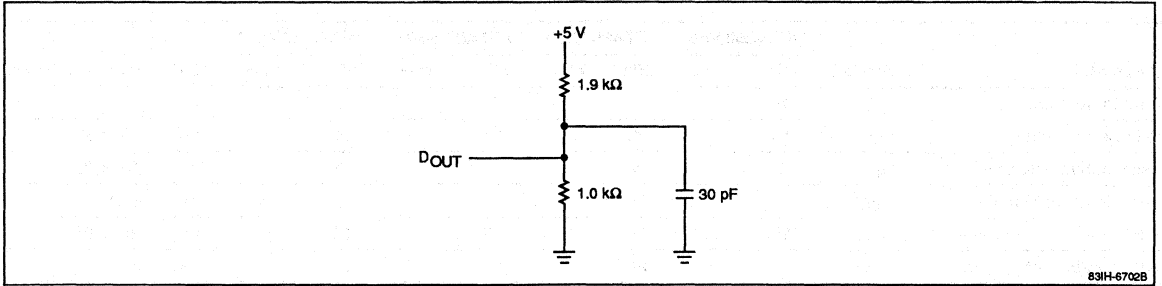 +5 V
1.9 kΩ
DOUT
1.0 kΩ
30 pF
83IH-6702B